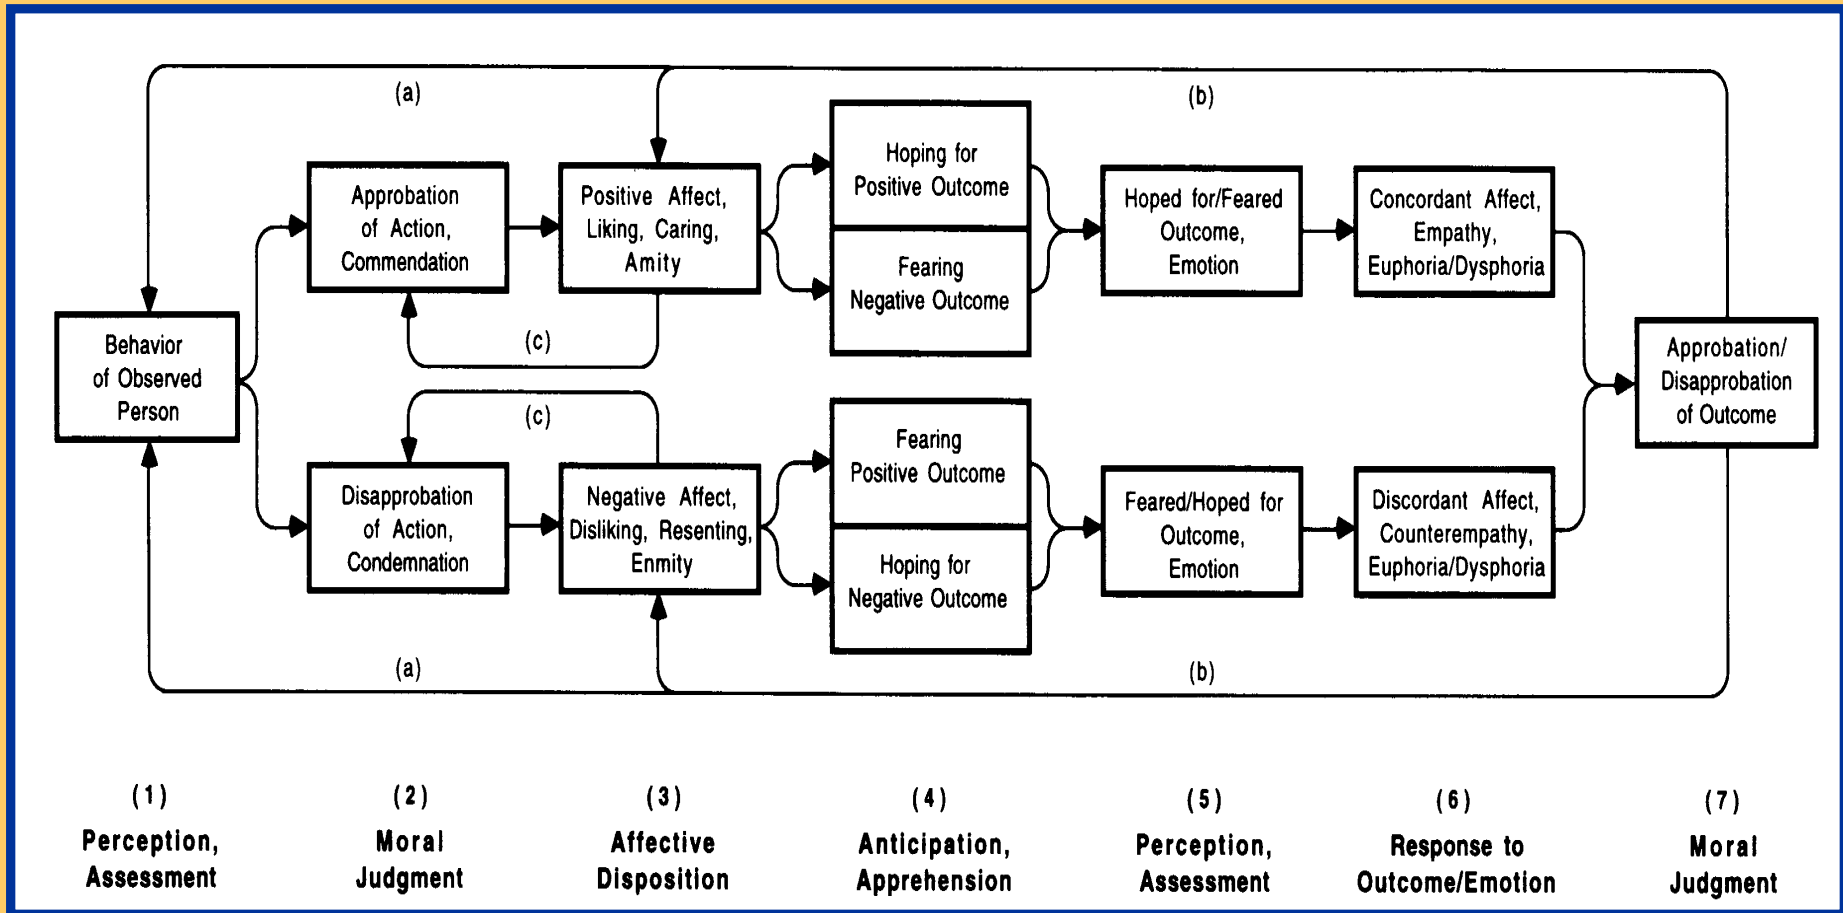 (a)
(b)
Hoping for
Positive Outcome
Approbation
of Action,
Commendation
Positive Affect,
Liking, Caring,
Amity
Hoped for/Feared
Outcome,
Emotion
Concordant Affect,
Empathy,
Euphoria/Dysphoria
Fearing
Negative Outcome
(c)
Behavior
of Observed
Person
Approbation/
Disapprobation
of Outcome
(c)
Fearing
Positive Outcome
Disapprobation
of Action,
Condemnation
Negative Affect,
Disliking, Resenting,
Enmity
Feared/Hoped for
Outcome,
Emotion
Discordant Affect,
Counterempathy,
Euphoria/Dysphoria
Hoping for
Negative Outcome
(a)
(b)
(1)
Perception,
Assessment
(2)
Moral
Judgment
(3)
Affective
Disposition
(4)
Anticipation,
Apprehension
(5)
Perception,
Assessment
(6)
Response to
Outcome/Emotion
(7)
Moral
Judgment